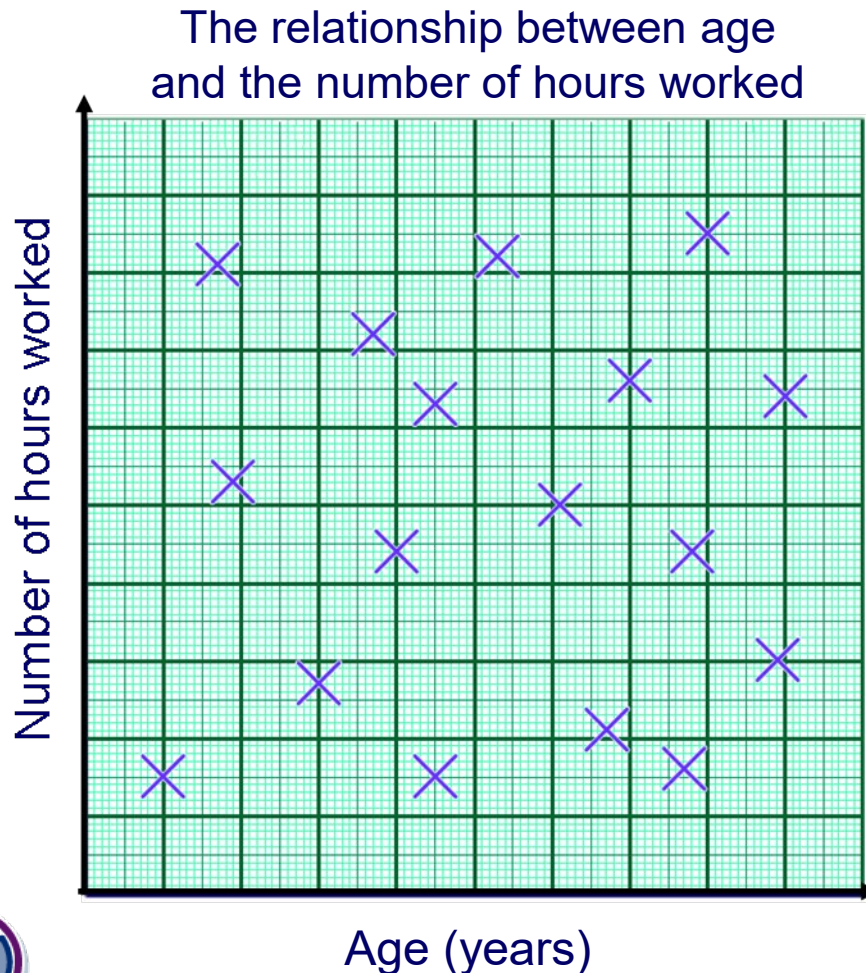 The relationship between age
and the number of hours worked
Number of hours worked
Age (years)